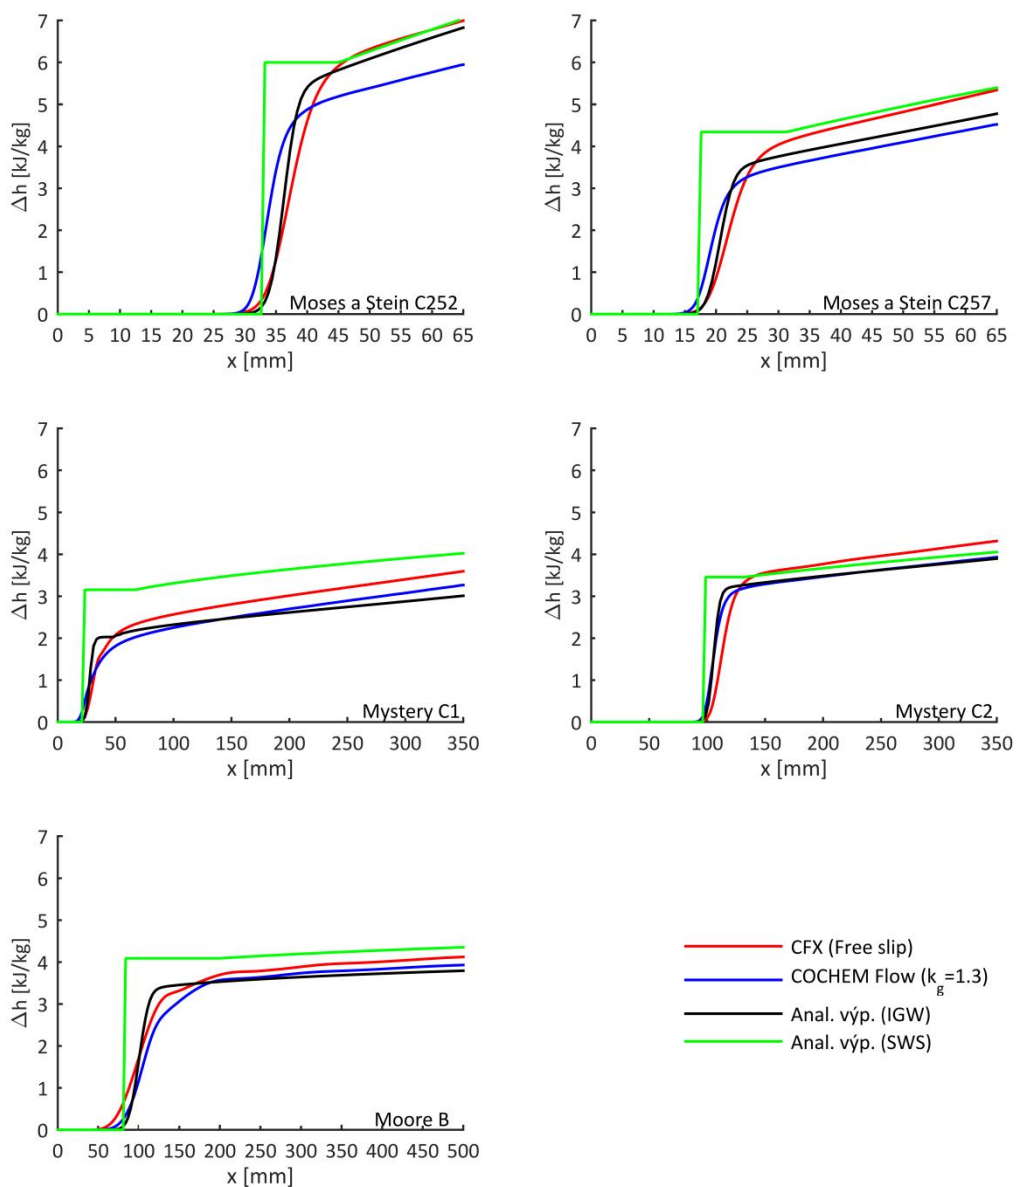 7
6
5
4
3
2
1
0
Δh [kJ/kg]
Moses a Stein C252
0 5 10 15 20 25 30 35 40 45 50 55 60 65
x [mm]
7
6
5
4
3
2
1
0
Δh [kJ/kg]
Moses a Stein C257
0 5 10 15 20 25 30 35 40 45 50 55 60 65
x [mm]
7
6
5
4
3
2
1
0
Δh [kJ/kg]
Mystery C1
0 50 100 150 200 250 300 350
x [mm]
7
6
5
4
3
2
1
0
Δh [kJ/kg]
Mystery C2
0 50 100 150 200 250 300 350
x [mm]
7
6
5
4
3
2
1
0
Δh [kJ/kg]
Moore B
0 50 100 150 200 250 300 350 400 450 500
x [mm]
CFX (Free slip)
COCHEM Flow (k_g=1.3)
Anal. výp. (IGW)
Anal. výp. (SWS)